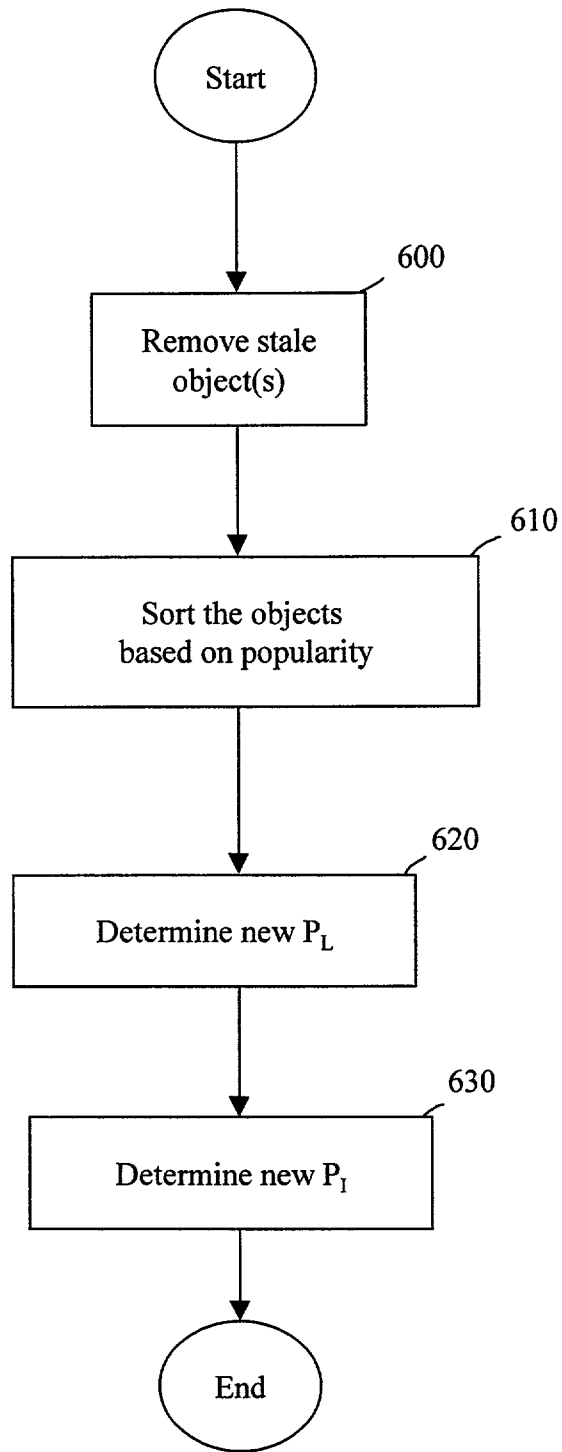 Start
600
Remove stale
object(s)
610
Sort the objects
based on popularity
620
Determine new P_L
630
Determine new P_I
End